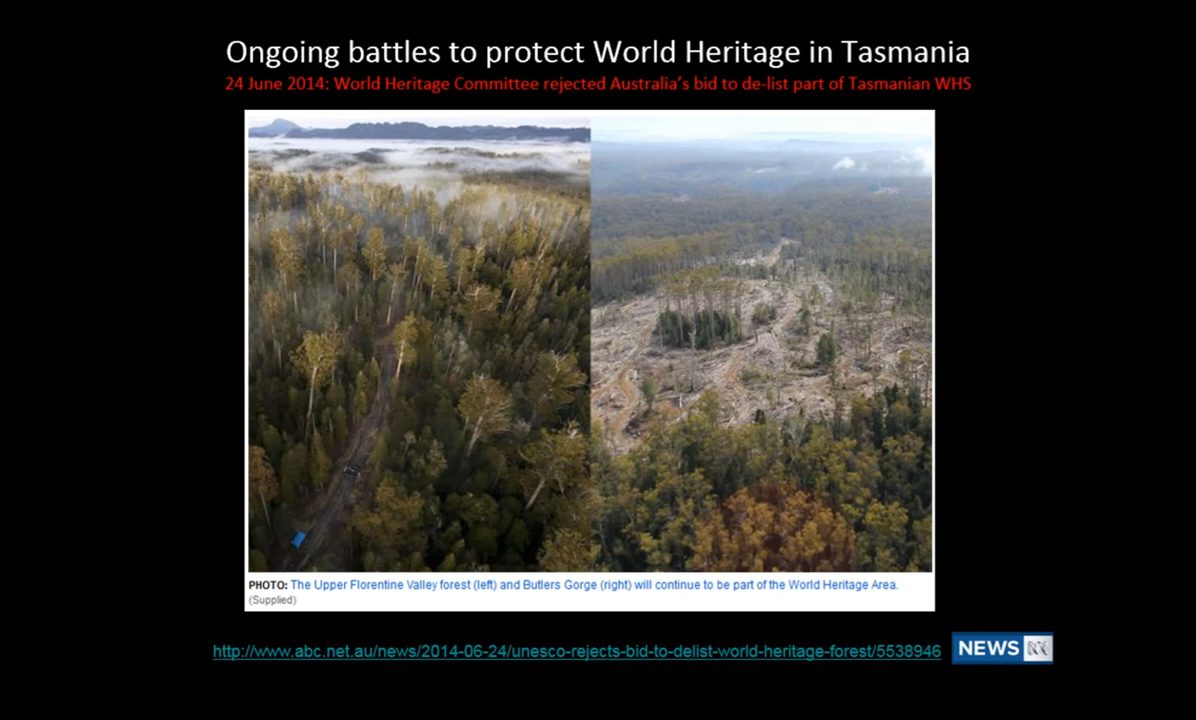 Ongoing battles to protect World Heritage in Tasmania
24 June 2014: World Heritage Committee rejected Australia's bid to de-list part of Tasmanian WHS
PHOTO: The Upper Florentine Valley forest (left) and Butlers Gorge (right) will continue to be part of the World Heritage Area.
(Supplied)
http://www.abc.net.au/news/2014-06-24/unesco-rejects-bid-to-delist-world-heritage-forest/5538946
NEWS